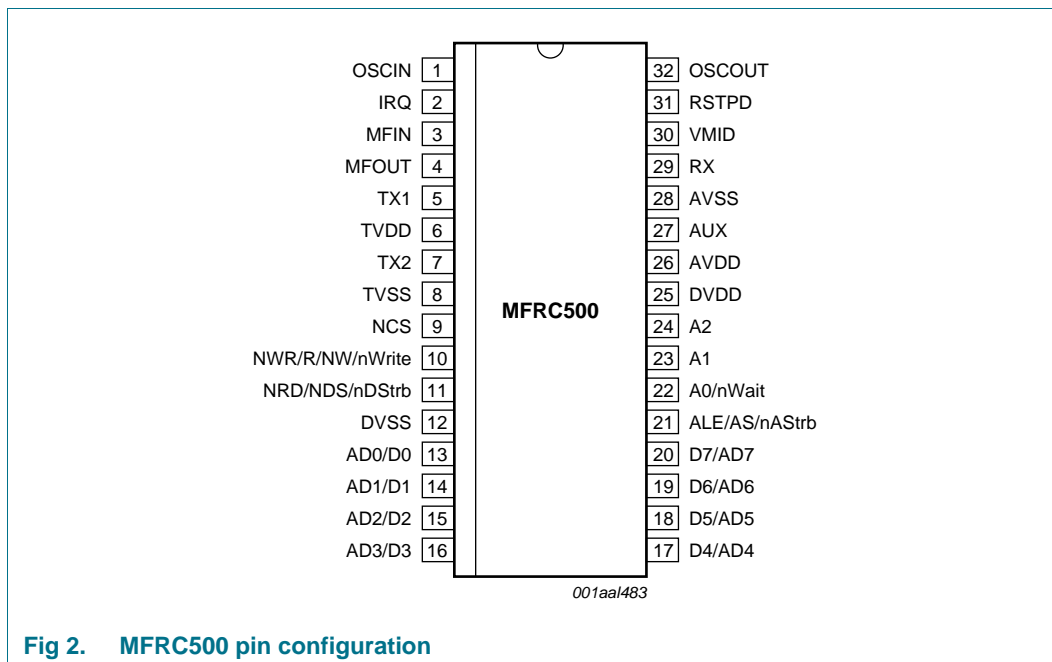 OSCIN 1 32 OSCOUT
IRQ 2 31 RSTPD
MFIN 3 30 VMID
MFOUT 4 29 RX
TX1 5 28 AVSS
TVDD 6 27 AUX
TX2 7 26 AVDD
TVSS 8 25 DVDD
MFRC500
NCS 9 24 A2
NWR/R/NW/nWrite 10 23 A1
NRD/NDS/nDStrb 11 22 A0/nWait
DVSS 12 21 ALE/AS/nAStrb
AD0/D0 13 20 D7/AD7
AD1/D1 14 19 D6/AD6
AD2/D2 15 18 D5/AD5
AD3/D3 16 17 D4/AD4
001aal483
Fig 2. MFRC500 pin configuration